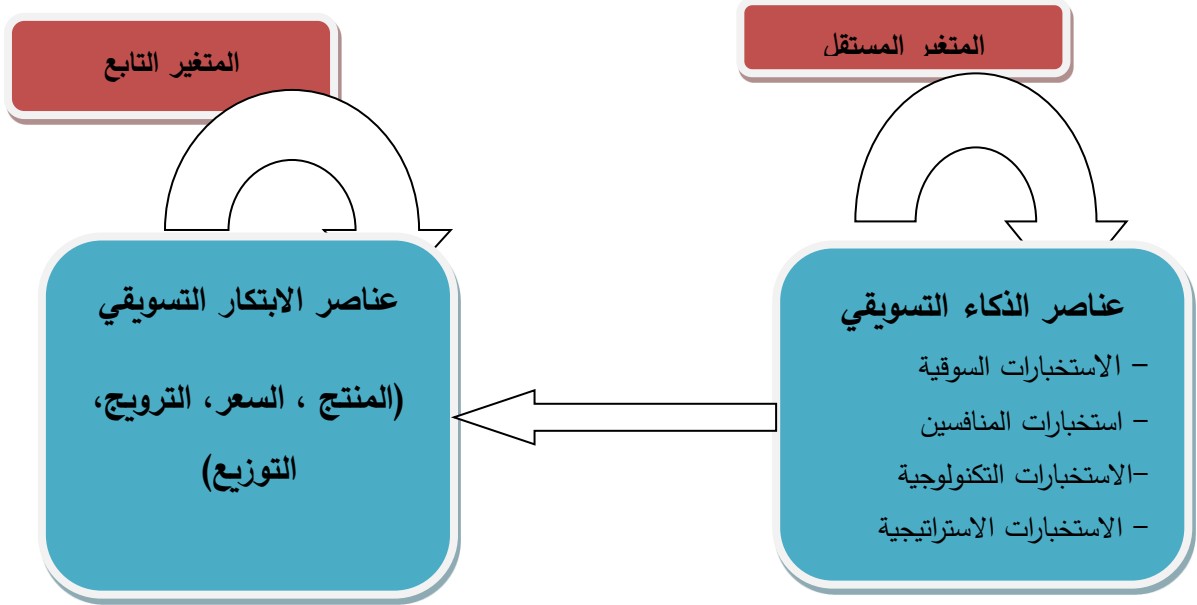 المتغير المستقل
المتغير التابع
عناصر الذكاء التسويقي
– الاستخبارات السوقية
– استخبارات المنافسين
–الاستخبارات التكنولوجية
– الاستخبارات الاستراتيجية
عناصر الابتكار التسويقي
(المنتج ، السعر، الترويج،
التوزيع)